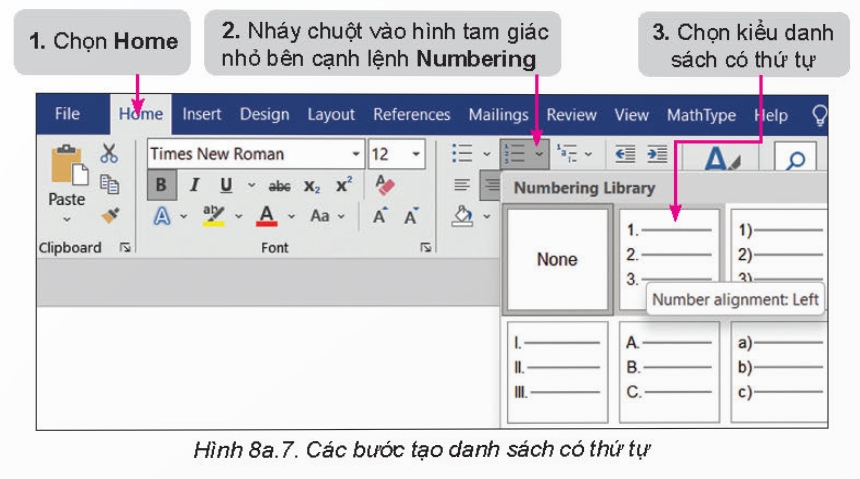 1. Chọn Home
2. Nháy chuột vào hình tam giác
nhỏ bên cạnh lệnh Numbering
3. Chọn kiểu danh
sách có thứ tự
File Home Insert Design Layout References Mailings Review View MathType Help
Times New Roman 12
Paste
B I U abc X₂ X²
A aby A Aa A A
Clipboard Font
Numbering Library
None
1.
2.
3.
1)
2)
3)
Number alignment: Left
I.
II.
III.
A.
B.
C.
a)
b)
c)
Hình 8a.7. Các bước tạo danh sách có thứ tự